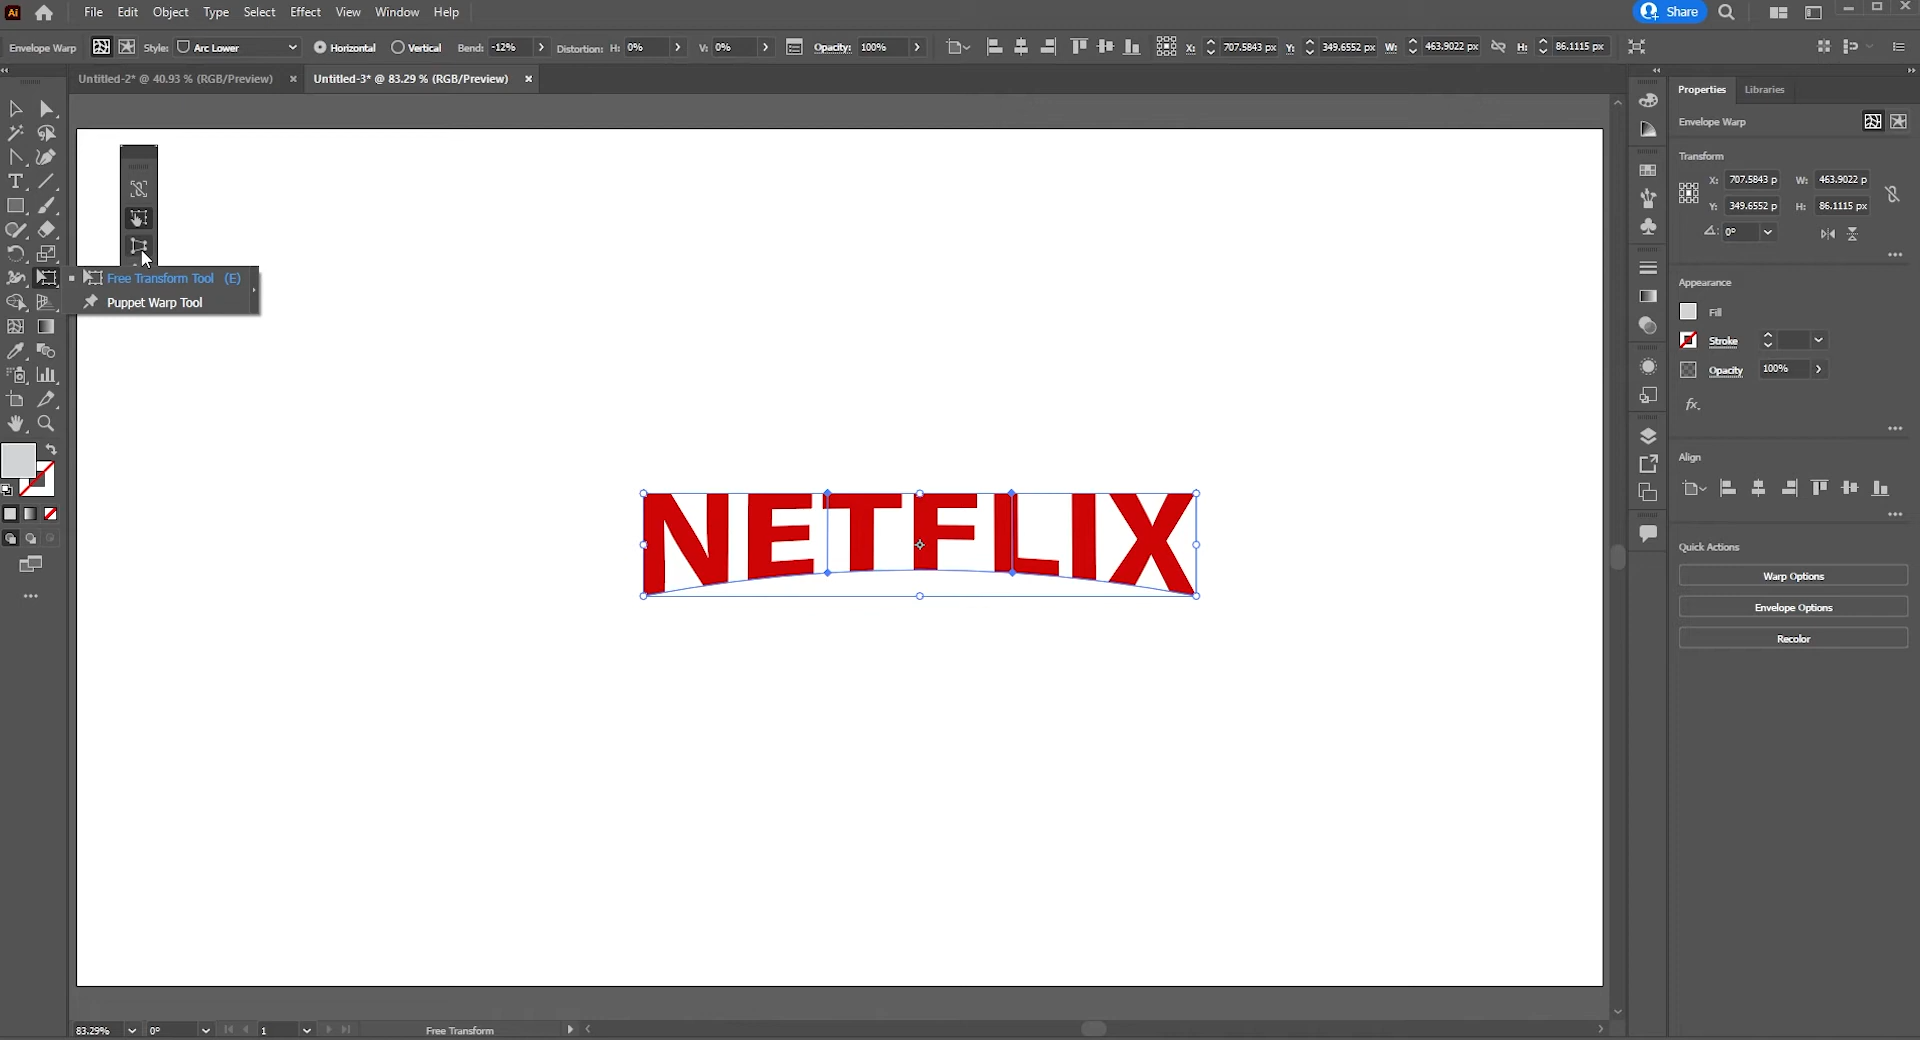 Ai File Edit Object Type Select Effect View Window Help Share
Envelope Warp Style: Arc Lower Horizontal Vertical Bend: -12% Distortion: H: 0% V: 0% Opacity: 100% X: 707.5843 px Y: 349.6552 px W: 463.9022 px H: 86.1115 px
Untitled-2* @ 40.93 % (RGB/Preview) × Untitled-3* @ 83.29 % (RGB/Preview) ×
Properties Libraries
Envelope Warp
Transform
X: 707.5843 p W: 463.9022 p
Y: 349.6552 p H: 86.1115 px
0°
Free Transform Tool (E)
Puppet Warp Tool
Appearance
Fill
Stroke
Opacity 100%
fx.
Align
NETFLIX
Quick Actions
Warp Options
Envelope Options
Recolor
83.29% 0° 1 Free Transform